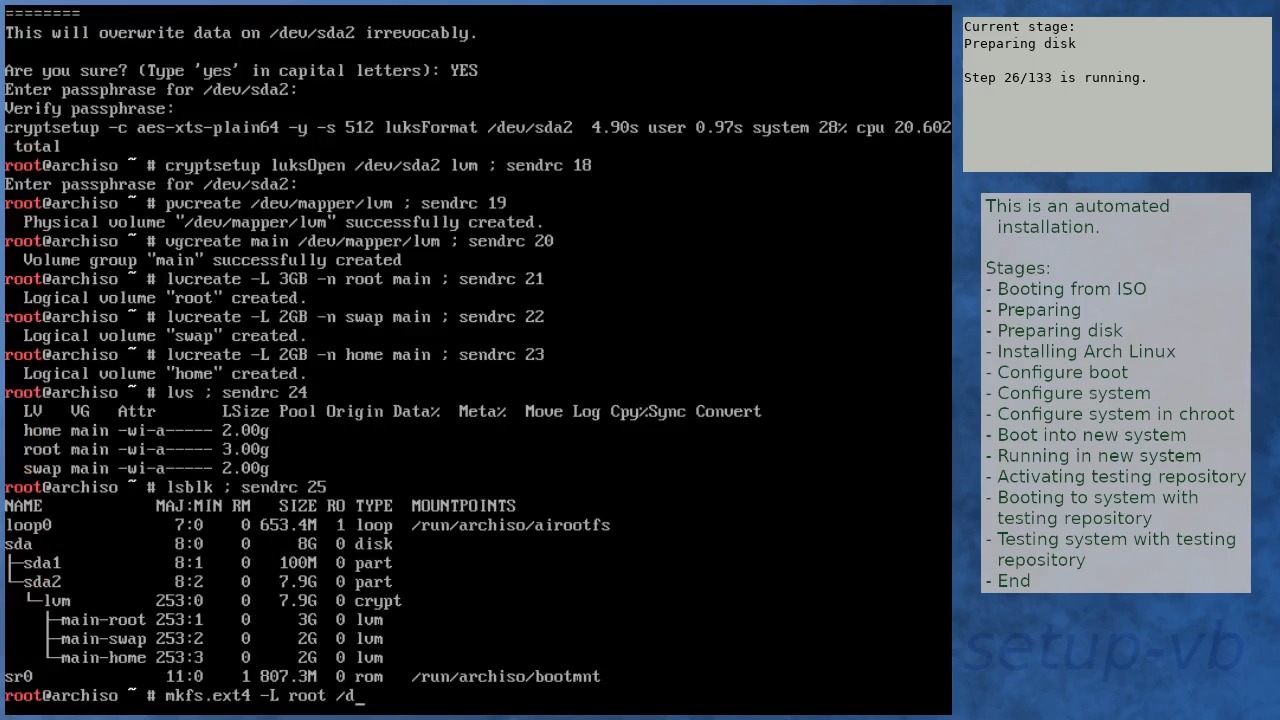 ========
This will overwrite data on /dev/sda2 irrevocably.
Are you sure? (Type 'yes' in capital letters): YES
Enter passphrase for /dev/sda2:
Verify passphrase:
cryptsetup -c aes-xts-plain64 -y -s 512 luksFormat /dev/sda2  4.90s user 0.97s system 28% cpu 20.602
 total
root@archiso ~ # cryptsetup luksOpen /dev/sda2 lvm ; sendrc 18
Enter passphrase for /dev/sda2:
root@archiso ~ # pvcreate /dev/mapper/lvm ; sendrc 19
  Physical volume "/dev/mapper/lvm" successfully created.
root@archiso ~ # vgcreate main /dev/mapper/lvm ; sendrc 20
  Volume group "main" successfully created
root@archiso ~ # lvcreate -L 3GB -n root main ; sendrc 21
  Logical volume "root" created.
root@archiso ~ # lvcreate -L 2GB -n swap main ; sendrc 22
  Logical volume "swap" created.
root@archiso ~ # lvcreate -L 2GB -n home main ; sendrc 23
  Logical volume "home" created.
root@archiso ~ # lvs ; sendrc 24
  LV   VG   Attr       LSize Pool Origin Data%  Meta%  Move Log Cpy%Sync Convert
  home main -wi-a----- 2.00g
  root main -wi-a----- 3.00g
  swap main -wi-a----- 2.00g
root@archiso ~ # lsblk ; sendrc 25
NAME            MAJ:MIN RM   SIZE RO TYPE  MOUNTPOINTS
loop0             7:0    0 653.4M  1 loop  /run/archiso/airootfs
sda               8:0    0     8G  0 disk
├─sda1            8:1    0   100M  0 part
└─sda2            8:2    0   7.9G  0 part
  └─lvm         253:0    0   7.9G  0 crypt
    ├─main-root 253:1    0     3G  0 lvm
    ├─main-swap 253:2    0     2G  0 lvm
    └─main-home 253:3    0     2G  0 lvm
sr0              11:0    1 807.3M  0 rom   /run/archiso/bootmnt
root@archiso ~ # mkfs.ext4 -L root /d_
Current stage:
Preparing disk
Step 26/133 is running.
This is an automated
installation.
Stages:
- Booting from ISO
- Preparing
- Preparing disk
- Installing Arch Linux
- Configure boot
- Configure system
- Configure system in chroot
- Boot into new system
- Running in new system
- Activating testing repository
- Booting to system with
testing repository
- Testing system with testing
repository
- End
setup-vb